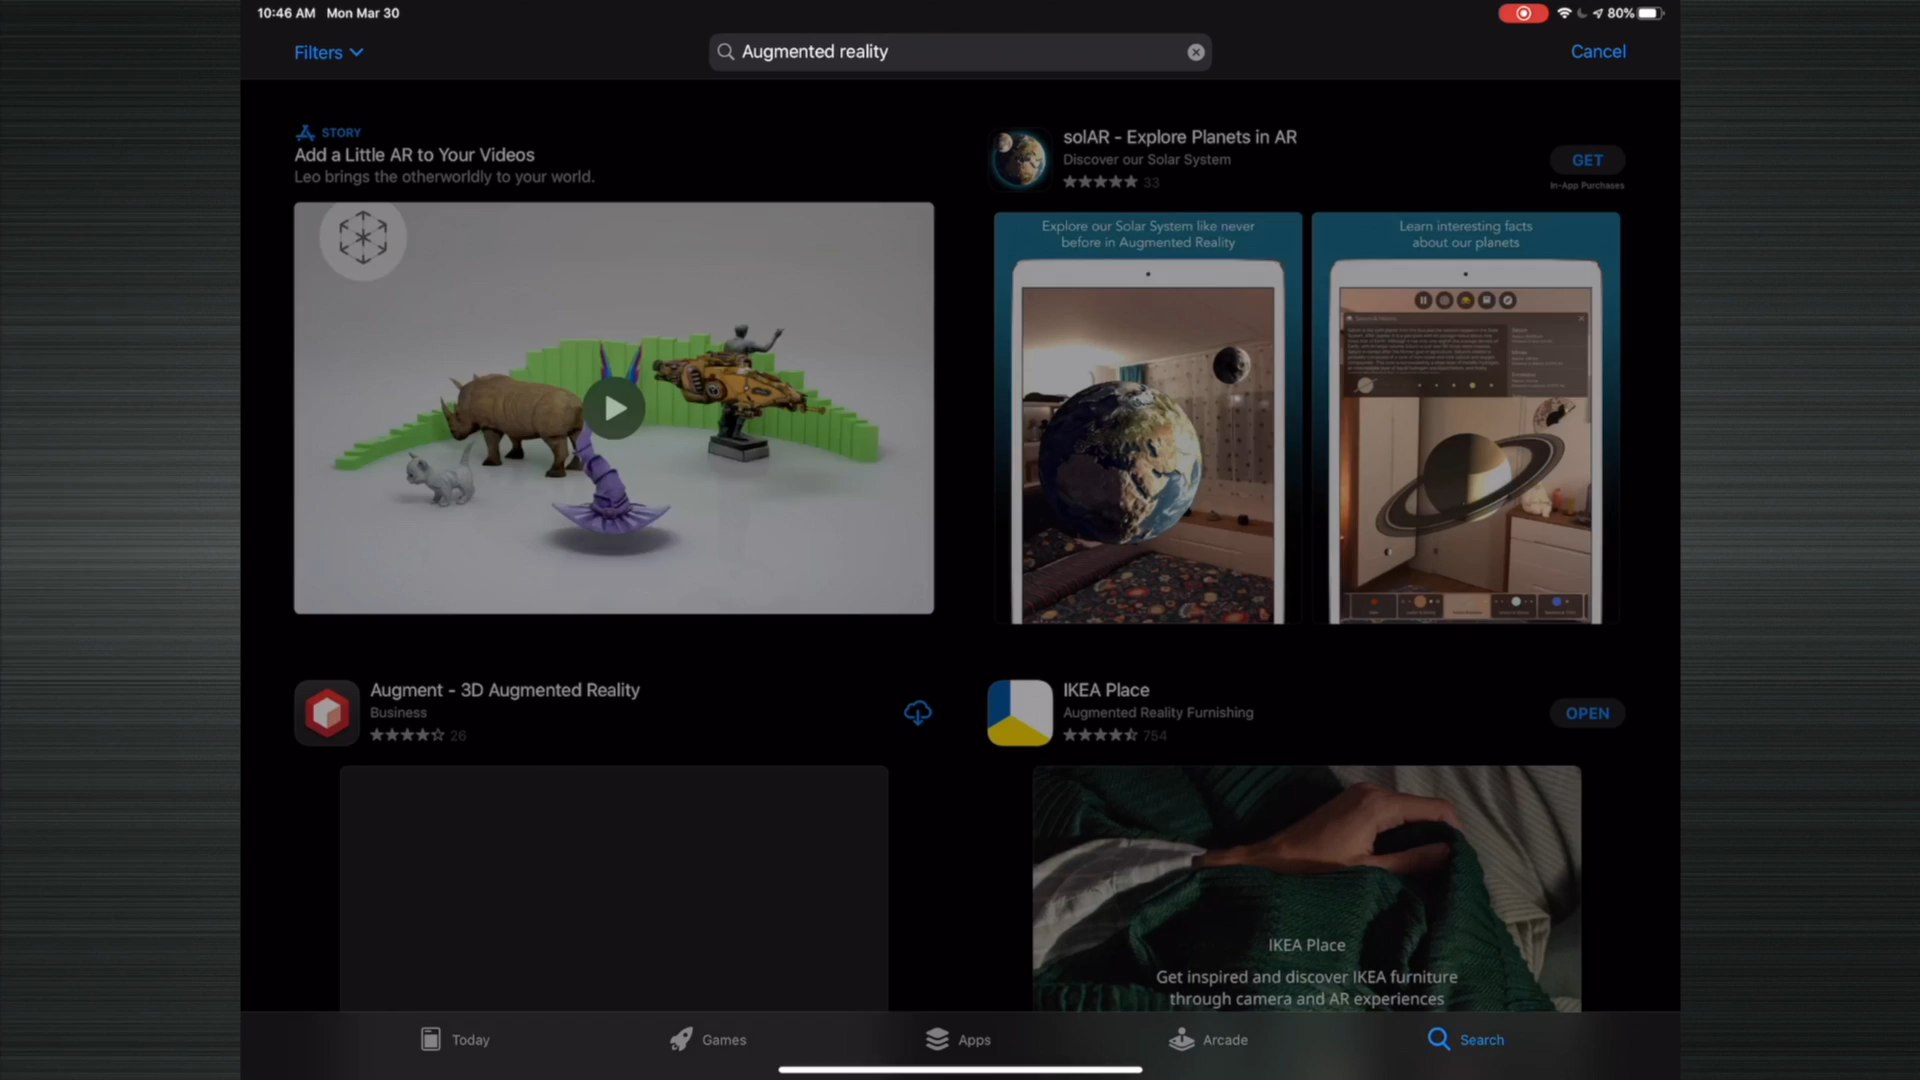 10:46 AM Mon Mar 30
80%
Filters
Augmented reality
Cancel
STORY
Add a Little AR to Your Videos
Leo brings the otherworldly to your world.
solAR - Explore Planets in AR
Discover our Solar System
33
GET
In-App Purchases
Explore our Solar System like never
before in Augmented Reality
Learn interesting facts
about our planets
Augment - 3D Augmented Reality
Business
26
IKEA Place
Augmented Reality Furnishing
754
OPEN
IKEA Place
Get inspired and discover IKEA furniture
through camera and AR experiences
Today
Games
Apps
Arcade
Search